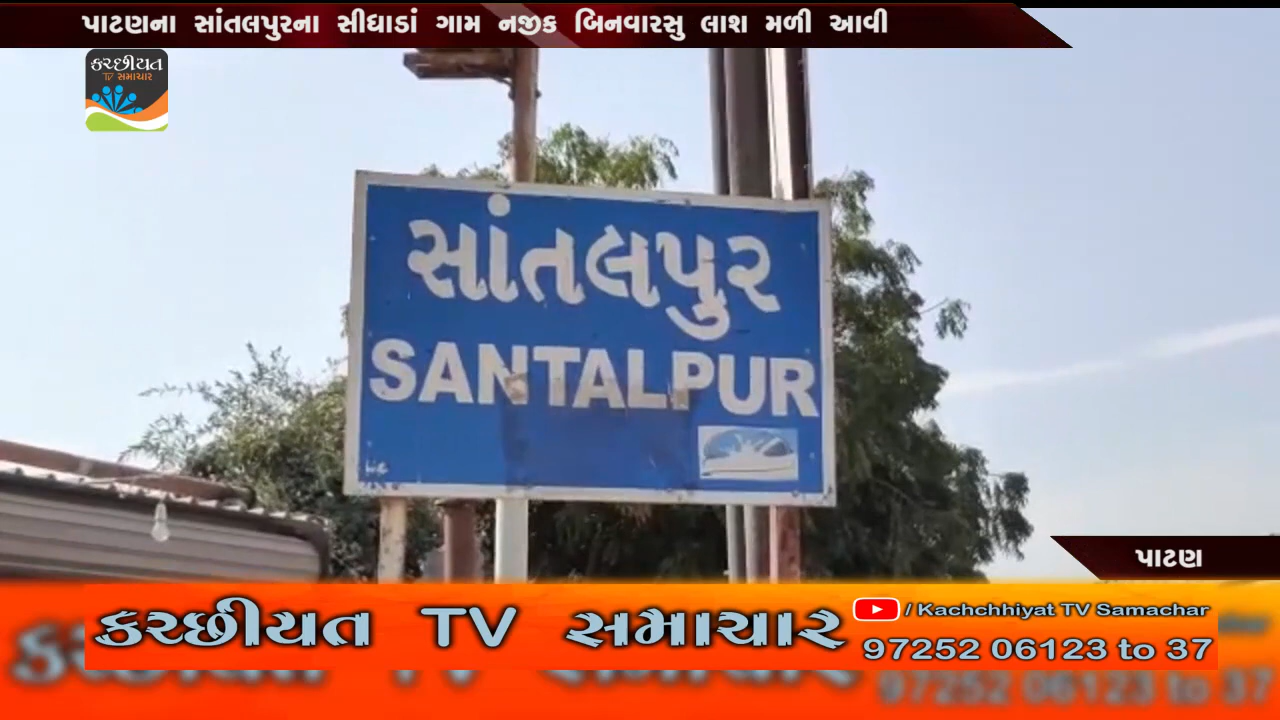 પાટણના સાંતલપુરના સીધાડાં ગામ નજીક બિનવારસુ લાશ મળી આવી
કચ્છીયત
TV સમાચાર
સાંતલપુર
SANTALPUR
પાટણ
કચ્છીયત TV સમાચાર
/ Kachchhiyat TV Samachar
97252 06123 to 37